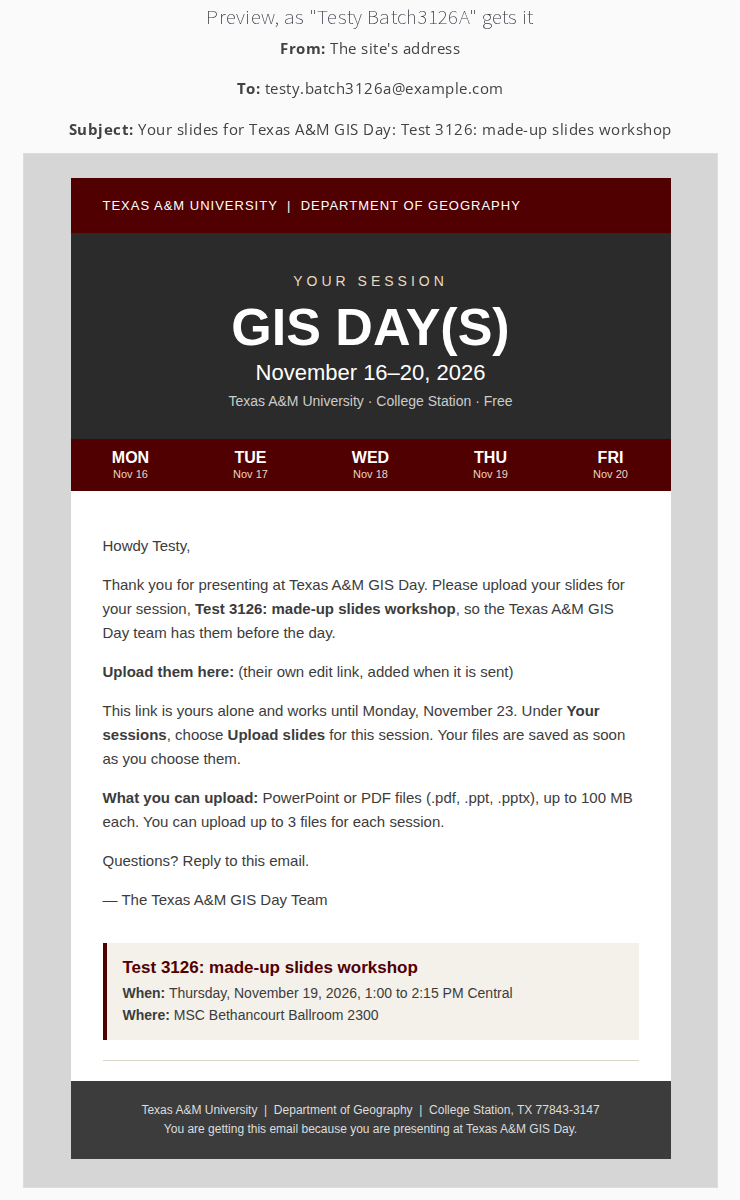 Preview, as "Testy Batch3126A" gets it
From: The site's address
To: testy.batch3126a@example.com
Subject: Your slides for Texas A&M GIS Day: Test 3126: made-up slides workshop
TEXAS A&M UNIVERSITY | DEPARTMENT OF GEOGRAPHY
YOUR SESSION
GIS DAY(S)
November 16–20, 2026
Texas A&M University · College Station · Free
MON TUE WED THU FRI
Nov 16 Nov 17 Nov 18 Nov 19 Nov 20
Howdy Testy,
Thank you for presenting at Texas A&M GIS Day. Please upload your slides for
your session, Test 3126: made-up slides workshop, so the Texas A&M GIS
Day team has them before the day.
Upload them here: (their own edit link, added when it is sent)
This link is yours alone and works until Monday, November 23. Under Your
sessions, choose Upload slides for this session. Your files are saved as soon
as you choose them.
What you can upload: PowerPoint or PDF files (.pdf, .ppt, .pptx), up to 100 MB
each. You can upload up to 3 files for each session.
Questions? Reply to this email.
— The Texas A&M GIS Day Team
Test 3126: made-up slides workshop
When: Thursday, November 19, 2026, 1:00 to 2:15 PM Central
Where: MSC Bethancourt Ballroom 2300
Texas A&M University | Department of Geography | College Station, TX 77843-3147
You are getting this email because you are presenting at Texas A&M GIS Day.